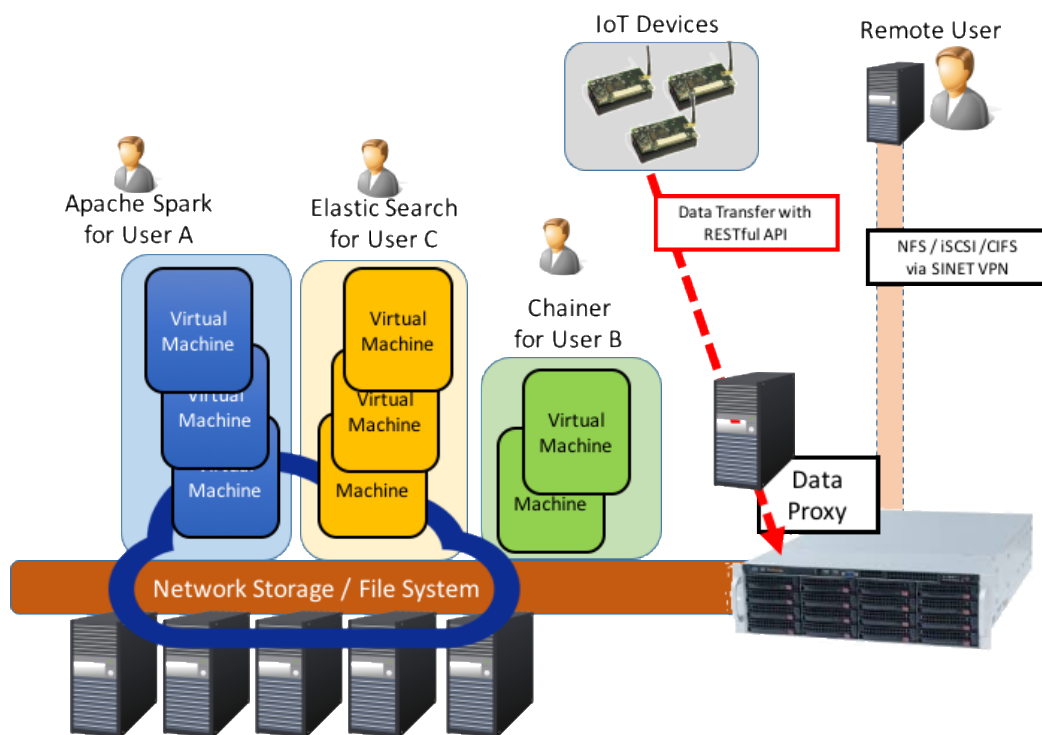 IoT Devices
Remote User
Apache Spark
for User A
Elastic Search
for User C
Data Transfer with
RESTful API
NFS / iSCSI /CIFS
via SINET VPN
Chainer
for User B
Virtual
Machine
Virtual
Machine
Virtual
Machine
Virtual
Machine
Virtual
Machine
Machine
Virtual
Machine
Machine
Data
Proxy
Network Storage / File System